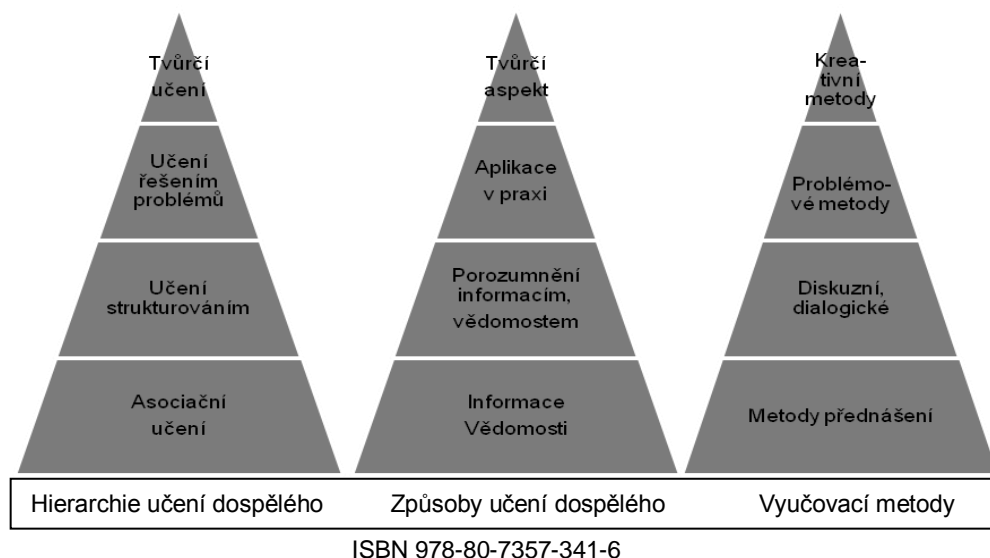 Tvůrčí
učení
Učení
řešením
problémů
Učení
strukturováním
Asociační
učení
Tvůrčí
aspekt
Aplikace
v praxi
Porozumnění
informacím,
vědomostem
Informace
Vědomosti
Krea-
tivní
metody
Problémo-
vé metody
Diskuzní,
dialogické
Metody přednášení
Hierarchie učení dospělého
Způsoby učení dospělého
Vyučovací metody
ISBN 978-80-7357-341-6